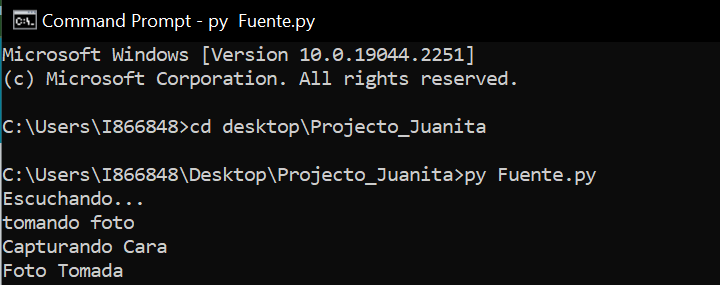 Command Prompt - py  Fuente.py
Microsoft Windows [Version 10.0.19044.2251]
(c) Microsoft Corporation. All rights reserved.
C:\Users\I866848>cd desktop\Projecto_Juanita
C:\Users\I866848\Desktop\Projecto_Juanita>py Fuente.py
Escuchando...
tomando foto
Capturando Cara
Foto Tomada